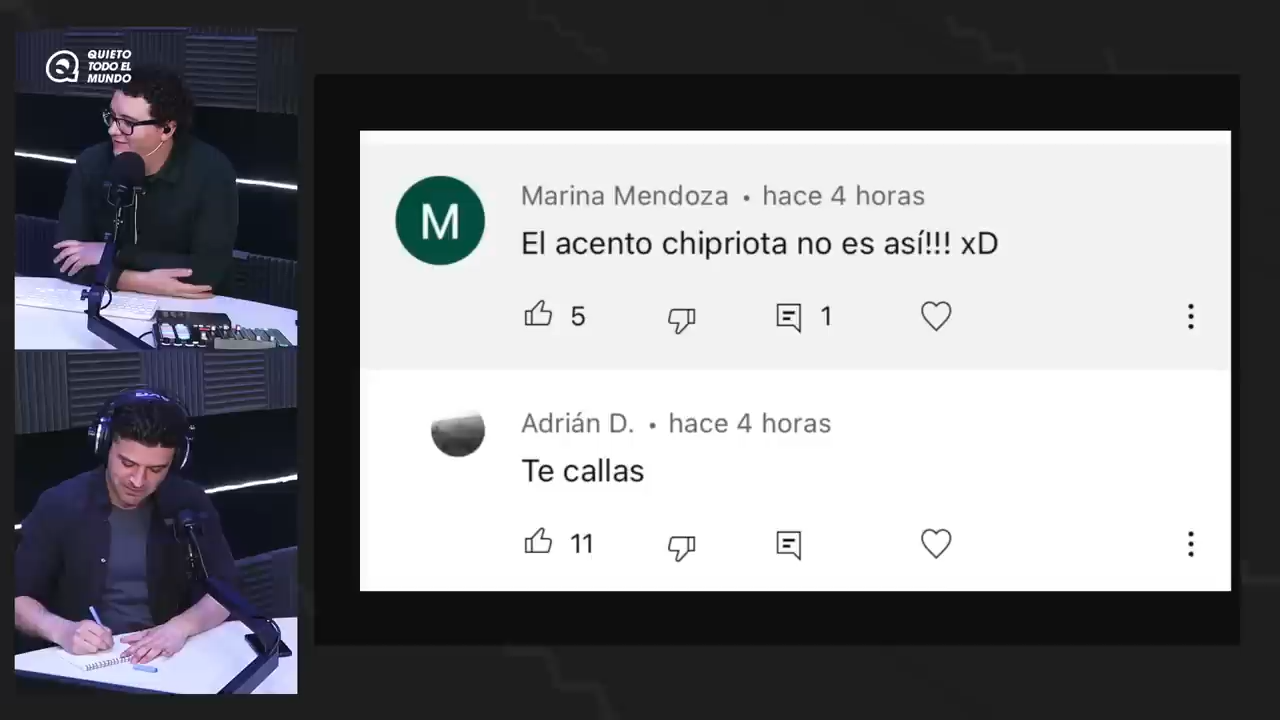 QUIETO
TODO EL
MUNDO
M
Marina Mendoza • hace 4 horas
El acento chipriota no es así!!! xD
5
1
Adrián D. • hace 4 horas
Te callas
11